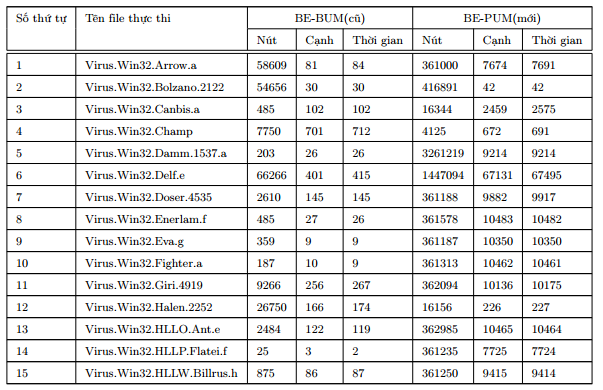 Số thứ tự Tên file thực thi BE-BUM(cũ) BE-PUM(mới)
Nút Cạnh Thời gian Nút Cạnh Thời gian
1 Virus.Win32.Arrow.a 58609 81 84 361000 7674 7691
2 Virus.Win32.Bolzano.2122 54656 30 30 416891 42 42
3 Virus.Win32.Canbis.a 485 102 102 16344 2459 2575
4 Virus.Win32.Champ 7750 701 712 4125 672 691
5 Virus.Win32.Damm.1537.a 203 26 26 3261219 9214 9214
6 Virus.Win32.Delf.e 66266 401 415 1447094 67131 67495
7 Virus.Win32.Doser.4535 2610 145 145 361188 9882 9917
8 Virus.Win32.Enerlam.f 485 27 26 361578 10483 10482
9 Virus.Win32.Eva.g 359 9 9 361187 10350 10350
10 Virus.Win32.Fighter.a 187 10 9 361313 10462 10461
11 Virus.Win32.Giri.4919 9266 256 267 362094 10136 10175
12 Virus.Win32.Halen.2252 26750 166 174 16156 226 227
13 Virus.Win32.HLLO.Ant.e 2484 122 119 362985 10465 10464
14 Virus.Win32.HLLP.Flatei.f 25 3 2 361235 7725 7724
15 Virus.Win32.HLLW.Billrus.h 875 86 87 361250 9415 9414